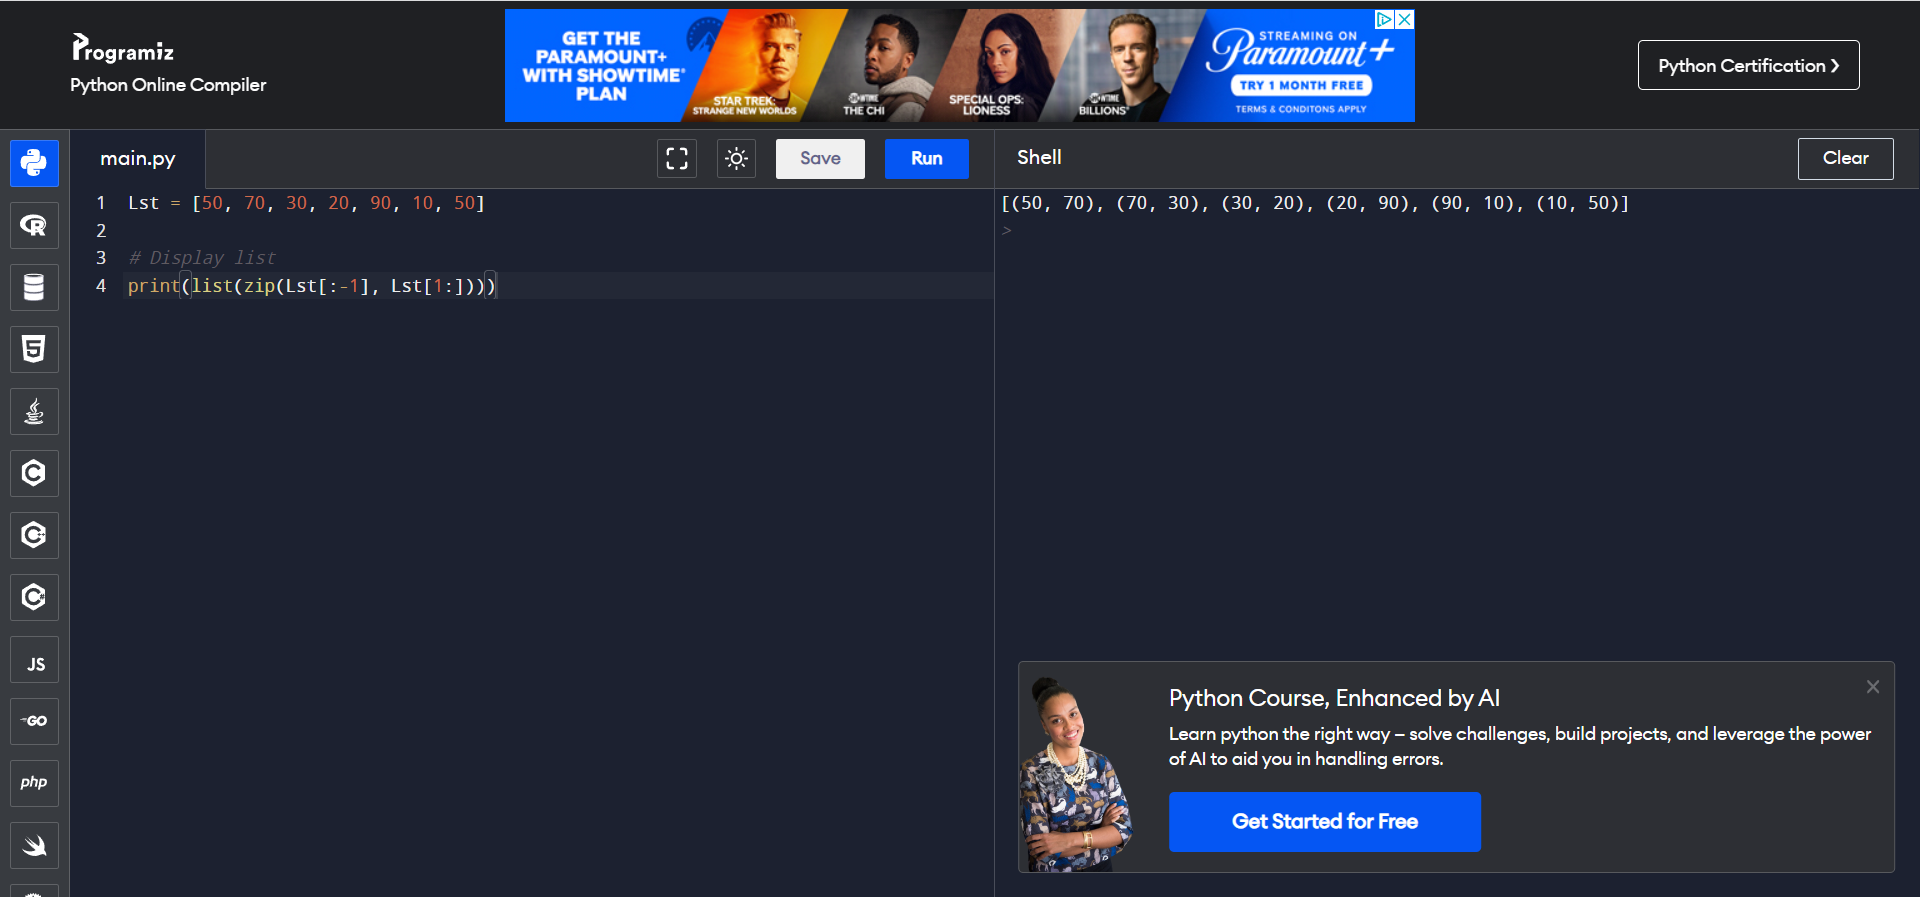 Programiz
Python Online Compiler
GET THE
PARAMOUNT+
WITH SHOWTIME®
PLAN
STAR TREK:
STRANGE NEW WORLDS
SHOWTIME
THE CHI
SPECIAL OPS:
LIONESS
SHOWTIME
BILLIONS®
STREAMING ON
Paramount+
TRY 1 MONTH FREE
TERMS & CONDITONS APPLY
Python Certification ❯
main.py
Save
Run
Shell
Clear
1 Lst = [50, 70, 30, 20, 90, 10, 50]
2
3 # Display list
4 print(list(zip(Lst[:-1], Lst[1:])))
[(50, 70), (70, 30), (30, 20), (20, 90), (90, 10), (10, 50)]
>
R
5
C
C++
C#
JS
GO
php
Python Course, Enhanced by AI
Learn python the right way – solve challenges, build projects, and leverage the power
of AI to aid you in handling errors.
Get Started for Free